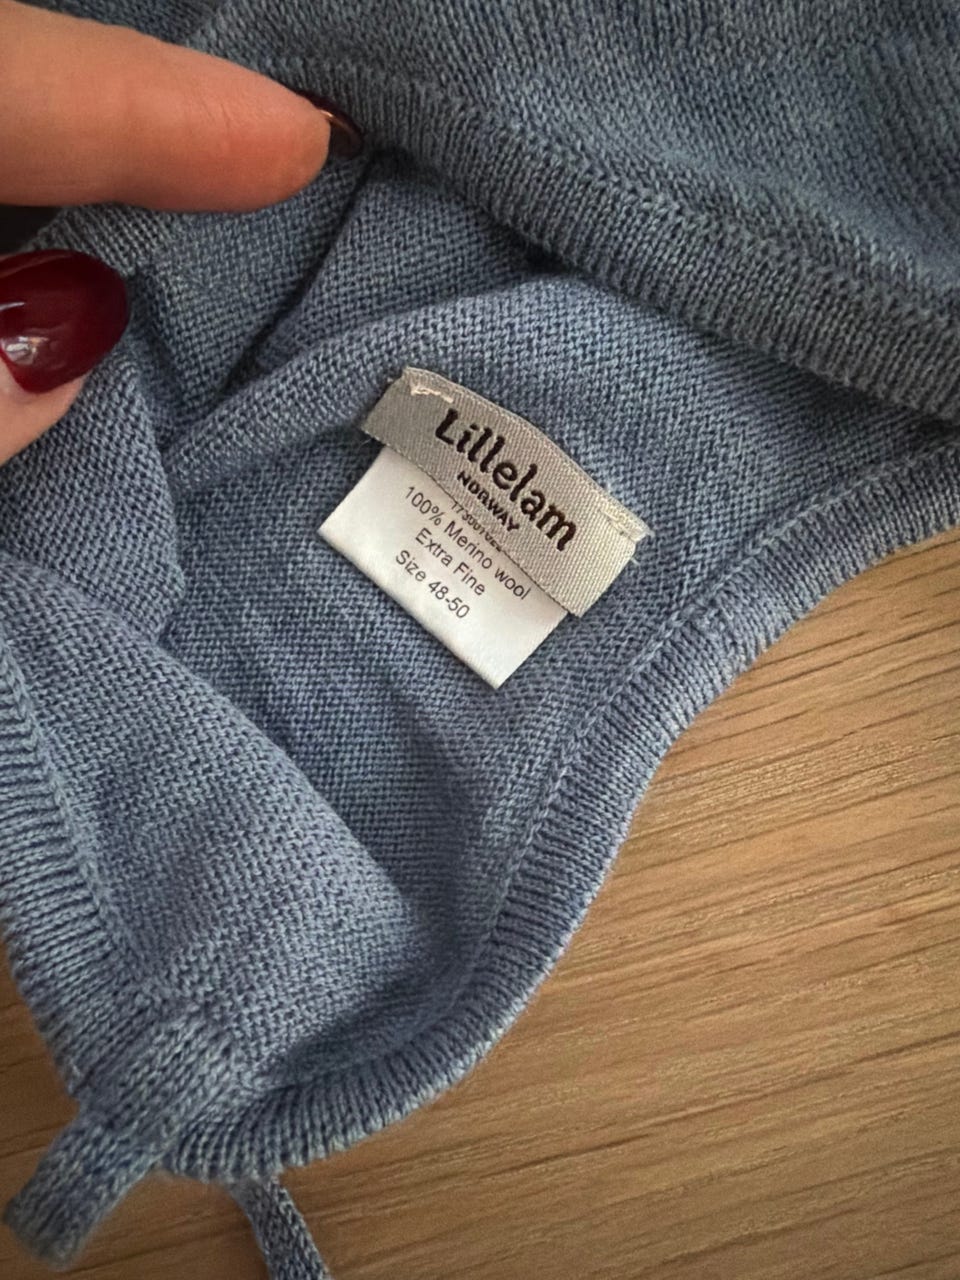 Lillelam
NORWAY
100% Merino wool
Extra Fine
Size 48-50